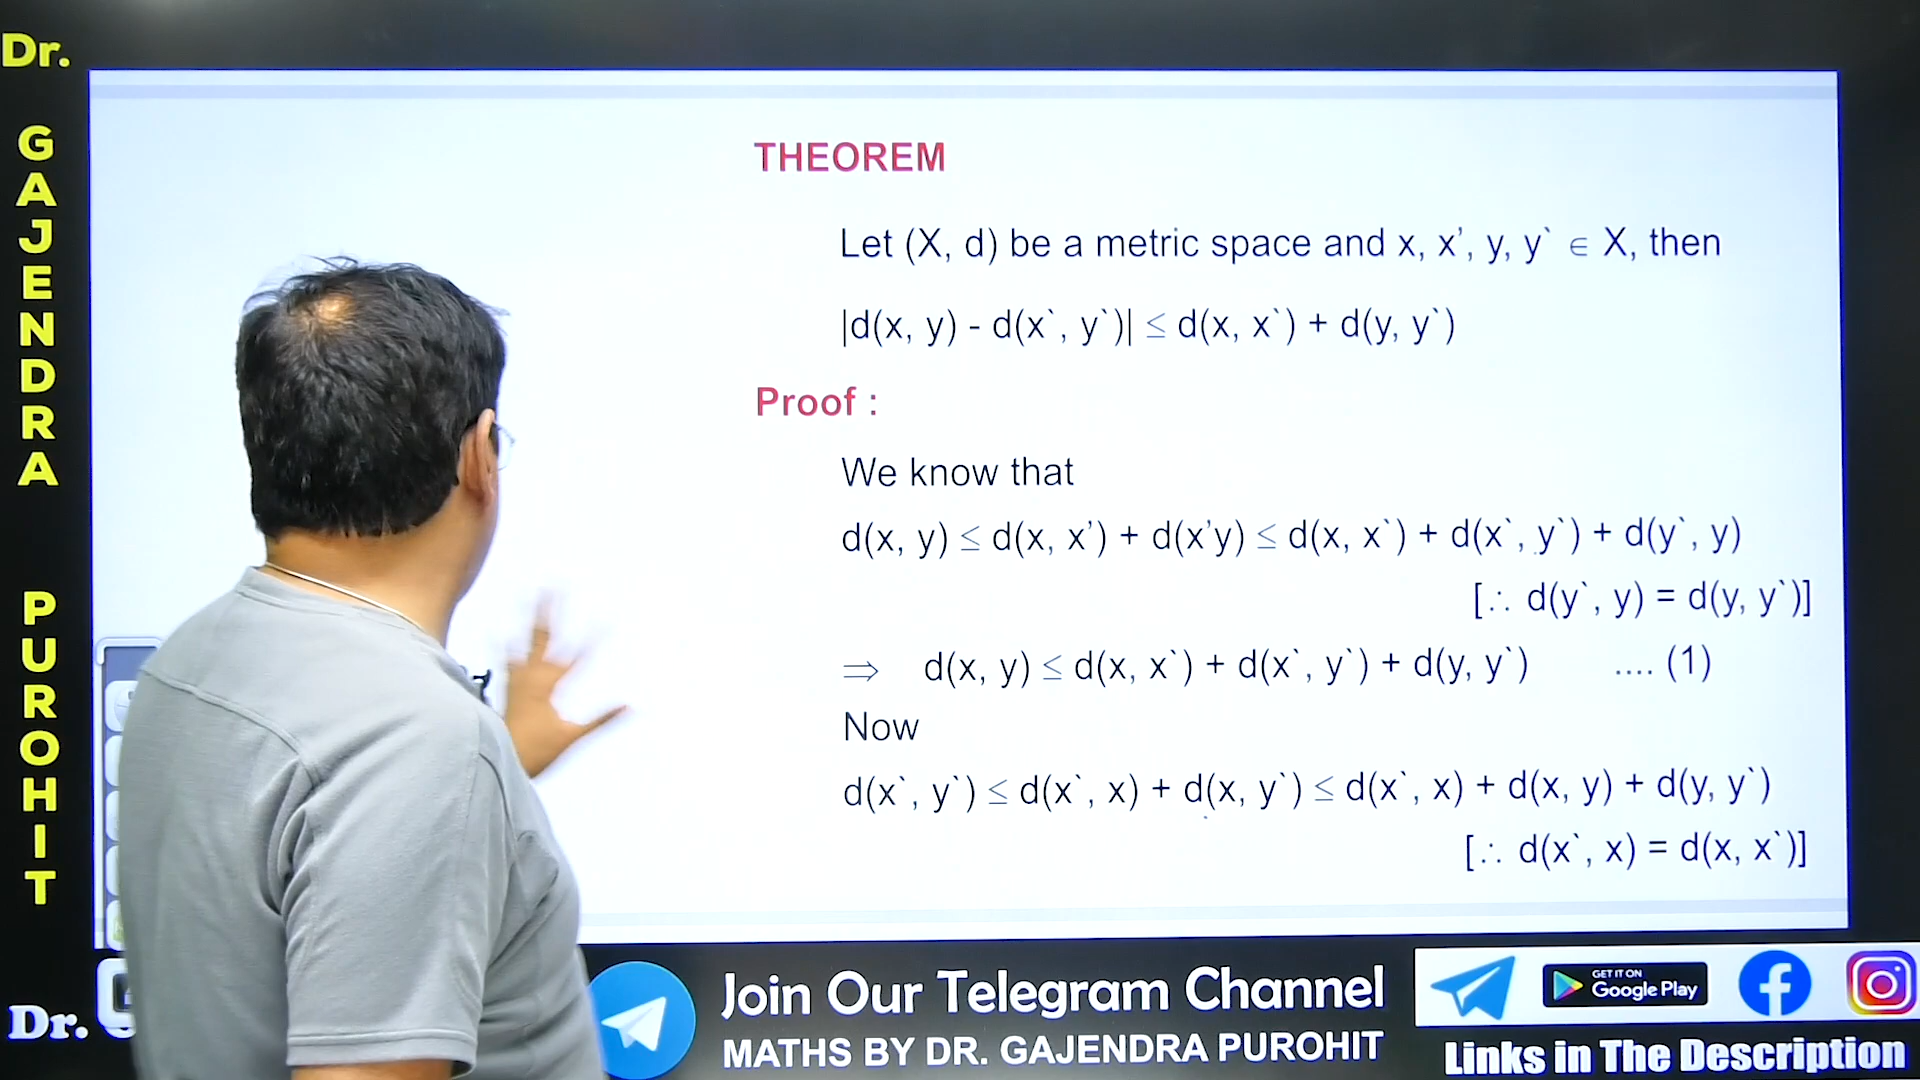 Dr.
GAJENDRA
PUROHIT
THEOREM
Let (X, d) be a metric space and x, x’, y, y` ∈ X, then
|d(x, y) - d(x`, y`)| ≤ d(x, x`) + d(y, y`)
Proof :
We know that
d(x, y) ≤ d(x, x’) + d(x’y) ≤ d(x, x`) + d(x`, y`) + d(y`, y)
[∴ d(y`, y) = d(y, y`)]
⇒ d(x, y) ≤ d(x, x`) + d(x`, y`) + d(y, y`) .... (1)
Now
d(x`, y`) ≤ d(x`, x) + d(x, y`) ≤ d(x`, x) + d(x, y) + d(y, y`)
[∴ d(x`, x) = d(x, x`)]
Dr.
Join Our Telegram Channel
MATHS BY DR. GAJENDRA PUROHIT
GET IT ON
Google Play
Links in The Description